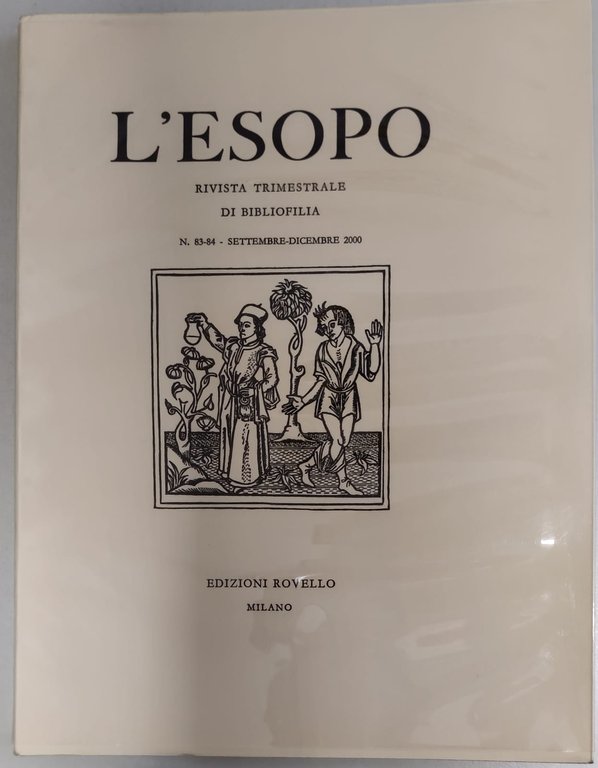 L'ESOPO
RIVISTA TRIMESTRALE
DI BIBLIOFILIA
N. 83-84 - SETTEMBRE-DICEMBRE 2000
EDIZIONI ROVELLO
MILANO